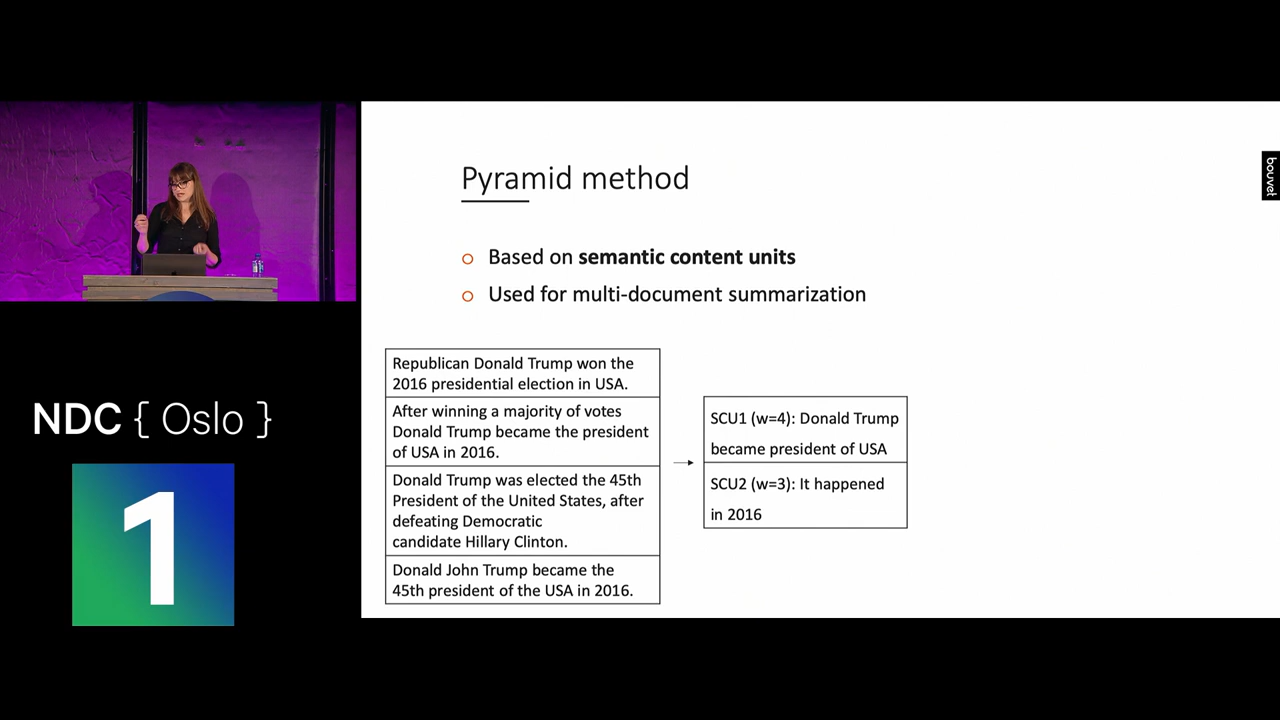 Pyramid method
bouvet
Based on semantic content units
Used for multi-document summarization
Republican Donald Trump won the
2016 presidential election in USA.
After winning a majority of votes
Donald Trump became the president
of USA in 2016.
Donald Trump was elected the 45th
President of the United States, after
defeating Democratic
candidate Hillary Clinton.
Donald John Trump became the
45th president of the USA in 2016.
SCU1 (w=4): Donald Trump
became president of USA
SCU2 (w=3): It happened
in 2016
NDC { Oslo }
1